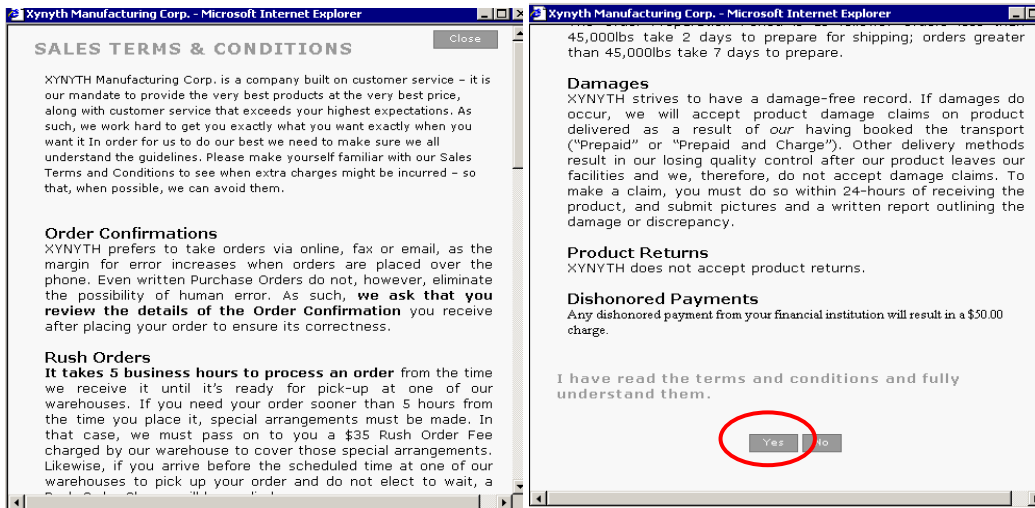 Xynyth Manufacturing Corp. - Microsoft Internet Explorer
Close
SALES TERMS & CONDITIONS
XYNYTH Manufacturing Corp. is a company built on customer service – it is
our mandate to provide the very best products at the very best price,
along with customer service that exceeds your highest expectations. As
such, we work hard to get you exactly what you want exactly when you
want it In order for us to do our best we need to make sure we all
understand the guidelines. Please make yourself familiar with our Sales
Terms and Conditions to see when extra charges might be incurred – so
that, when possible, we can avoid them.
Order Confirmations
XYNYTH prefers to take orders via online, fax or email, as the
margin for error increases when orders are placed over the
phone. Even written Purchase Orders do not, however, eliminate
the possibility of human error. As such, we ask that you
review the details of the Order Confirmation you receive
after placing your order to ensure its correctness.
Rush Orders
It takes 5 business hours to process an order from the time
we receive it until it's ready for pick-up at one of our
warehouses. If you need your order sooner than 5 hours from
the time you place it, special arrangements must be made. In
that case, we must pass on to you a $35 Rush Order Fee
charged by our warehouse to cover those special arrangements.
Likewise, if you arrive before the scheduled time at one of our
warehouses to pick up your order and do not elect to wait, a
Xynyth Manufacturing Corp. - Microsoft Internet Explorer
45,000lbs take 2 days to prepare for shipping; orders greater
than 45,000lbs take 7 days to prepare.
Damages
XYNYTH strives to have a damage-free record. If damages do
occur, we will accept product damage claims on product
delivered as a result of our having booked the transport
("Prepaid" or "Prepaid and Charge"). Other delivery methods
result in our losing quality control after our product leaves our
facilities and we, therefore, do not accept damage claims. To
make a claim, you must do so within 24-hours of receiving the
product, and submit pictures and a written report outlining the
damage or discrepancy.
Product Returns
XYNYTH does not accept product returns.
Dishonored Payments
Any dishonored payment from your financial institution will result in a $50.00
charge.
I have read the terms and conditions and fully
understand them.
Yes No